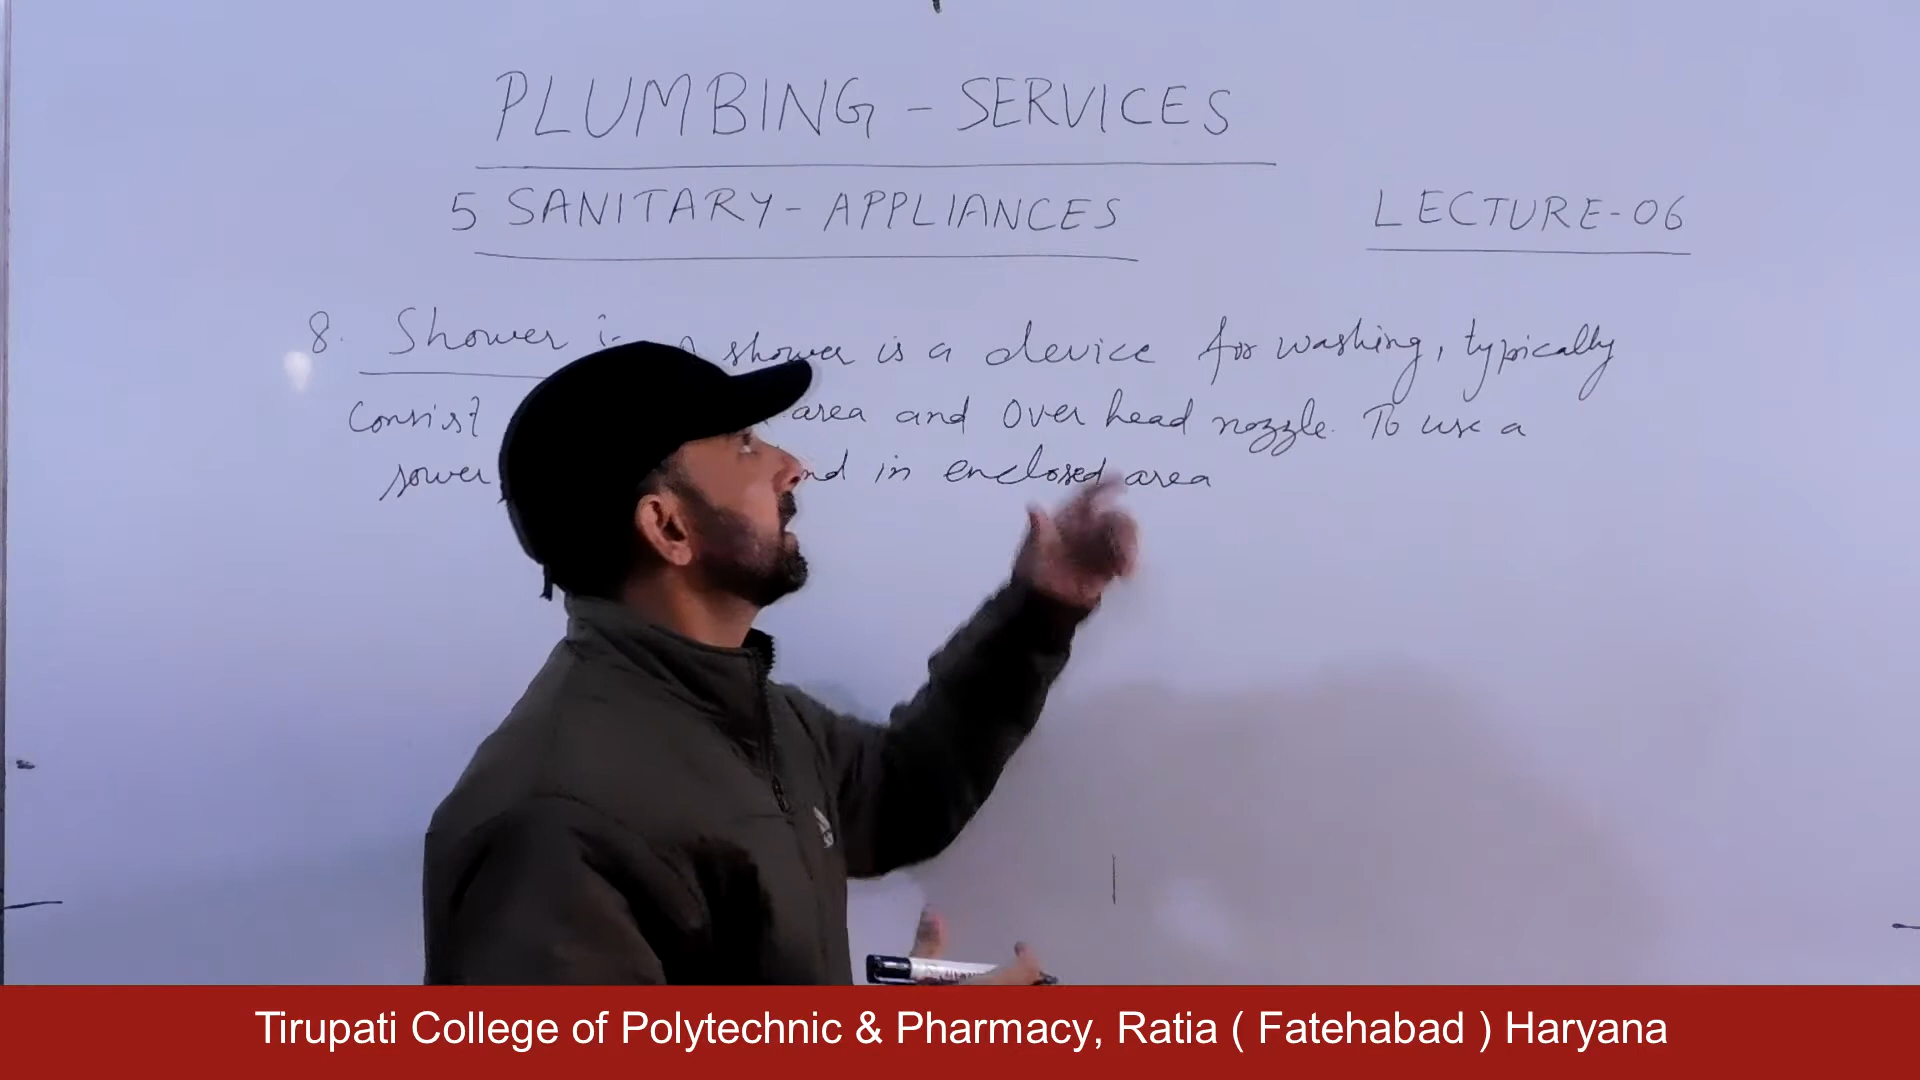 PLUMBING - SERVICES
5 SANITARY - APPLIANCES
LECTURE-06
8. Shower :- A shower is a device for washing, typically
Consist area and over head nozzle. To use a
sower in enclosed area
Tirupati College of Polytechnic & Pharmacy, Ratia ( Fatehabad ) Haryana